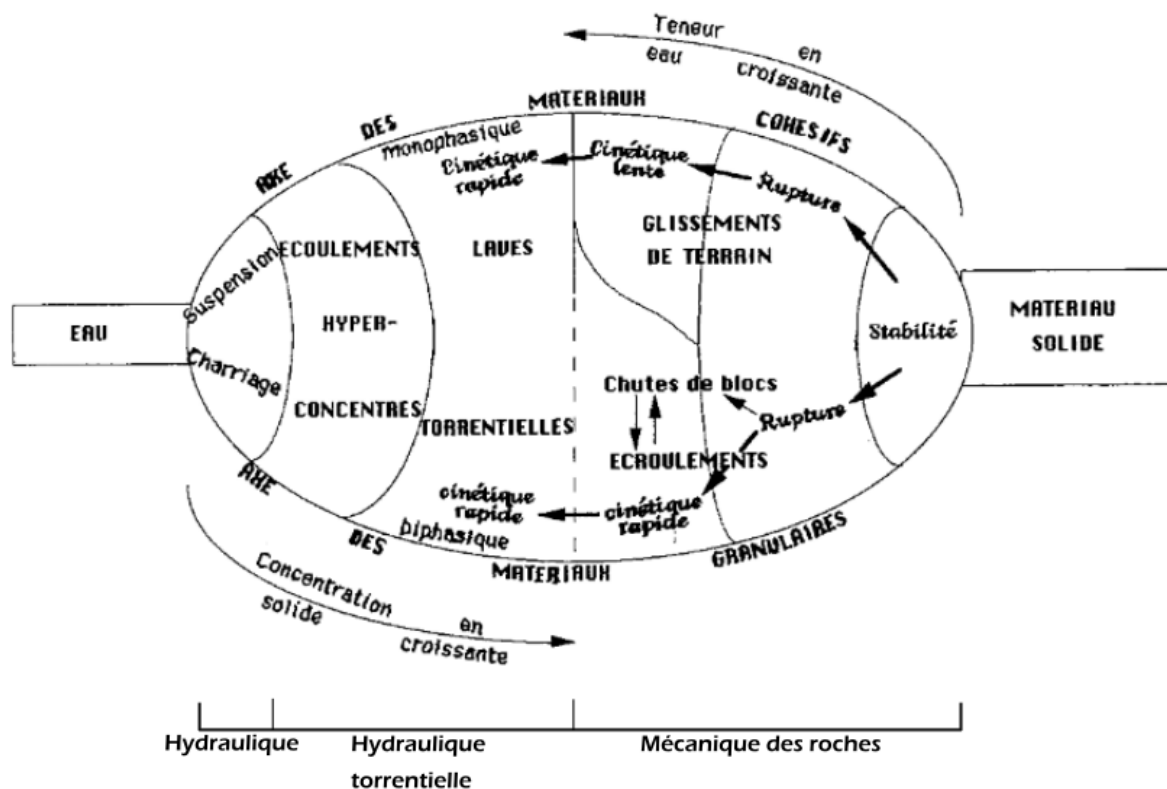 Teneur en
eau croissante
AXE DES MATERIAUX COHESIFS
monophasique
Cinétique
rapide
Cinétique
lente
Rupture
Suspension
ECOULEMENTS
LAVES
GLISSEMENTS
DE TERRAIN
EAU
HYPER-
Stabilité
MATERIAU
SOLIDE
Charriage
CONCENTRES
TORRENTIELLES
Chutes de blocs
Rupture
ECROULEMENTS
cinétique
rapide
cinétique
rapide
biphasique
AXE DES MATERIAUX GRANULAIRES
Concentration en
solide croissante
Hydraulique
Hydraulique
torrentielle
Mécanique des roches